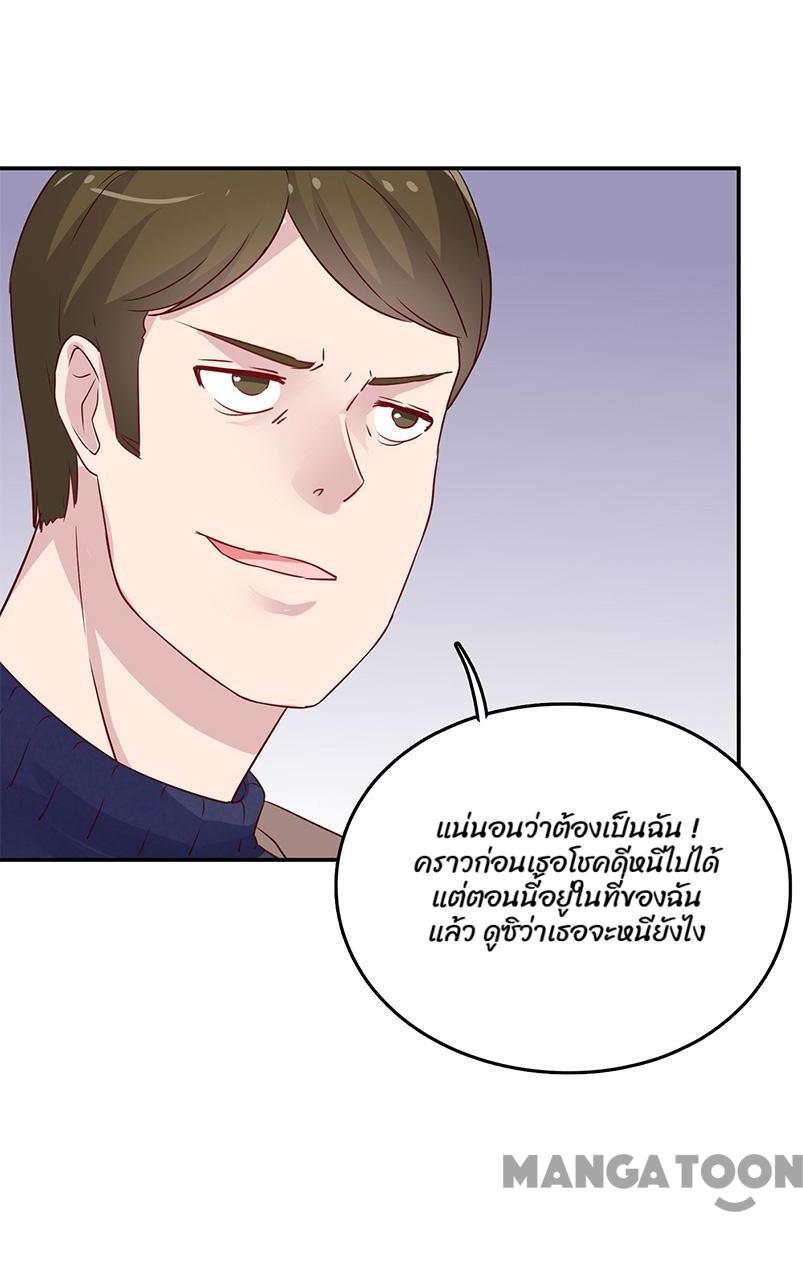 แน่นอนว่าต้องเป็นฉัน !
คราวก่อนเธอโชคดีหนีไปได้
แต่ตอนนี้อยู่ในที่ของฉัน
แล้ว ดูซิว่าเธอจะหนียังไง
MANGATOON